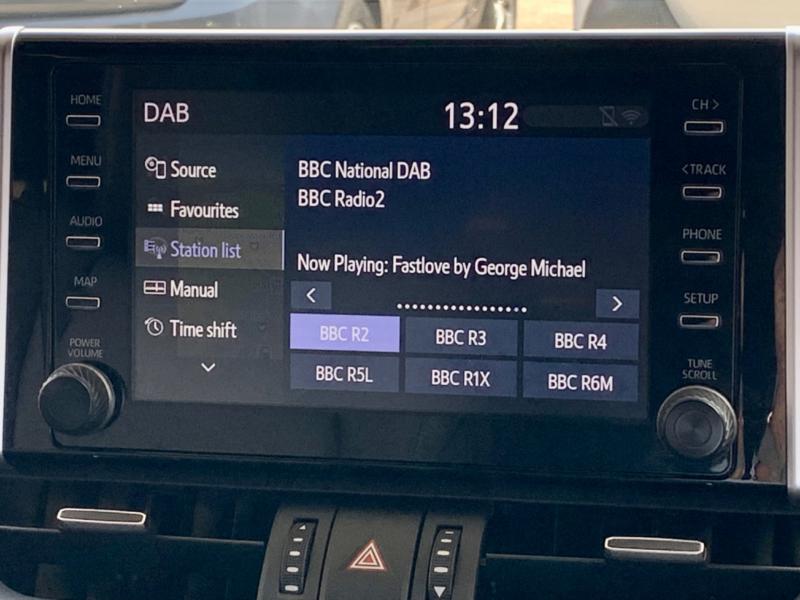 HOME
MENU
AUDIO
MAP
POWER
VOLUME
DAB
13:12
Source
Favourites
Station list
Manual
Time shift
BBC National DAB
BBC Radio2
Now Playing: Fastlove by George Michael
< >
BBC R2 BBC R3 BBC R4
BBC R5L BBC R1X BBC R6M
CH >
< TRACK
PHONE
SETUP
TUNE
SCROLL